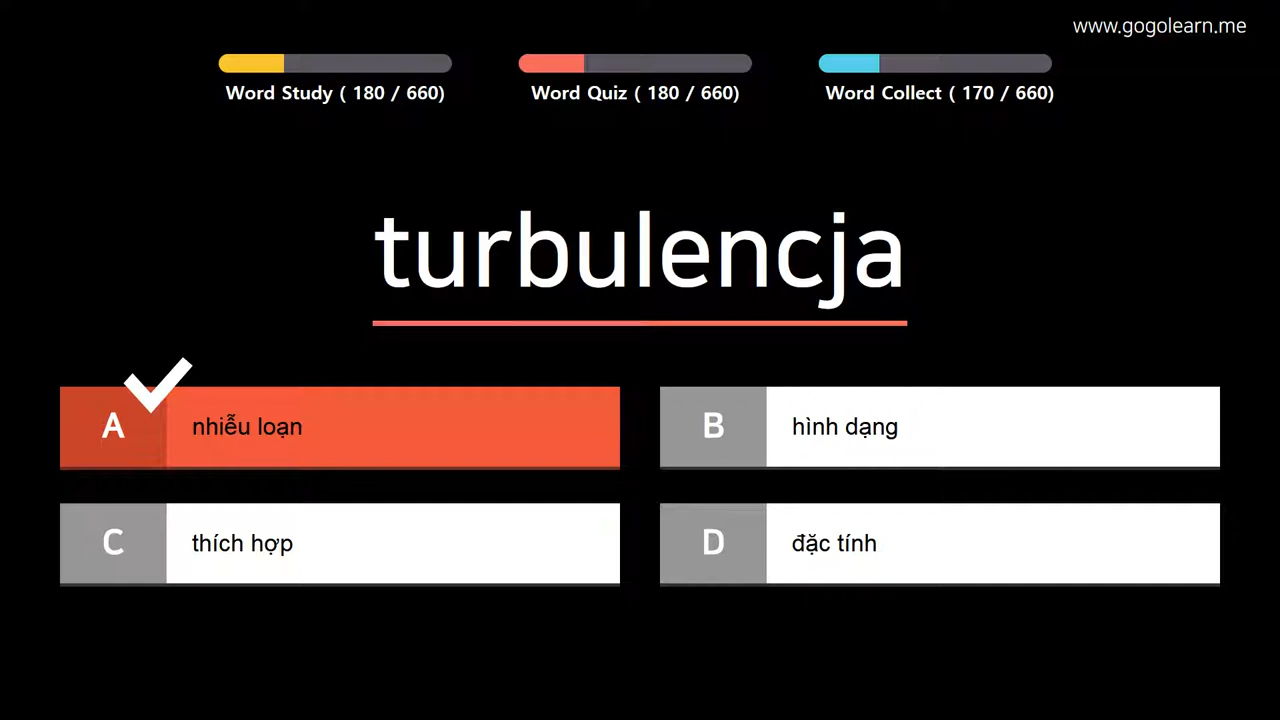 www.gogolearn.me
Word Study ( 180 / 660)
Word Quiz ( 180 / 660)
Word Collect ( 170 / 660)
turbulencja
A nhiễu loạn
B hình dạng
C thích hợp
D đặc tính